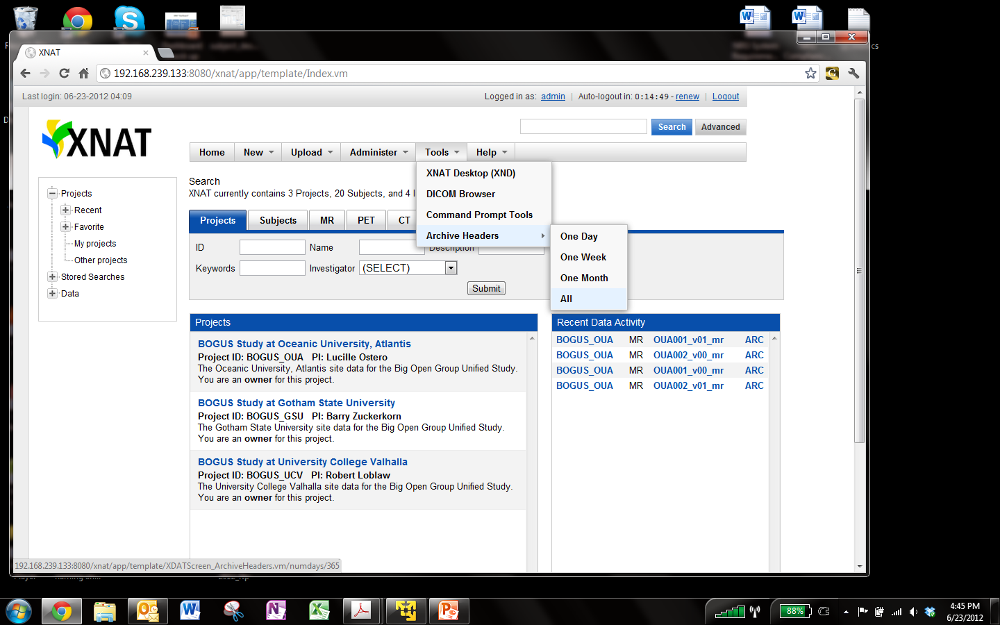 XNAT
192.168.239.133:8080/xnat/app/template/Index.vm
Last login: 06-23-2012 04:09
Logged in as: admin | Auto-logout in: 0:14:49 - renew | Logout
XNAT
Search
Advanced
Home
New
Upload
Administer
Tools
Help
XNAT Desktop (XND)
DICOM Browser
Command Prompt Tools
Archive Headers
One Day
One Week
One Month
All
Projects
Recent
Favorite
My projects
Other projects
Stored Searches
Data
Search
XNAT currently contains 3 Projects, 20 Subjects, and 4
Projects
Subjects
MR
PET
CT
ID
Name
Description
Keywords
Investigator
(SELECT)
Submit
Projects
BOGUS Study at Oceanic University, Atlantis
Project ID: BOGUS_OUA PI: Lucille Ostero
The Oceanic University, Atlantis site data for the Big Open Group Unified Study.
You are an owner for this project.
BOGUS Study at Gotham State University
Project ID: BOGUS_GSU PI: Barry Zuckerkorn
The Gotham State University site data for the Big Open Group Unified Study.
You are an owner for this project.
BOGUS Study at University College Valhalla
Project ID: BOGUS_UCV PI: Robert Loblaw
The University College Valhalla site data for the Big Open Group Unified Study.
You are an owner for this project.
Recent Data Activity
BOGUS_OUA MR OUA001_v01_mr ARC
BOGUS_OUA MR OUA002_v00_mr ARC
BOGUS_OUA MR OUA001_v00_mr ARC
BOGUS_OUA MR OUA002_v01_mr ARC
192.168.239.133:8080/xnat/app/template/XDATScreen_ArchiveHeaders.vm/numdays/365
88%
4:45 PM
6/23/2012